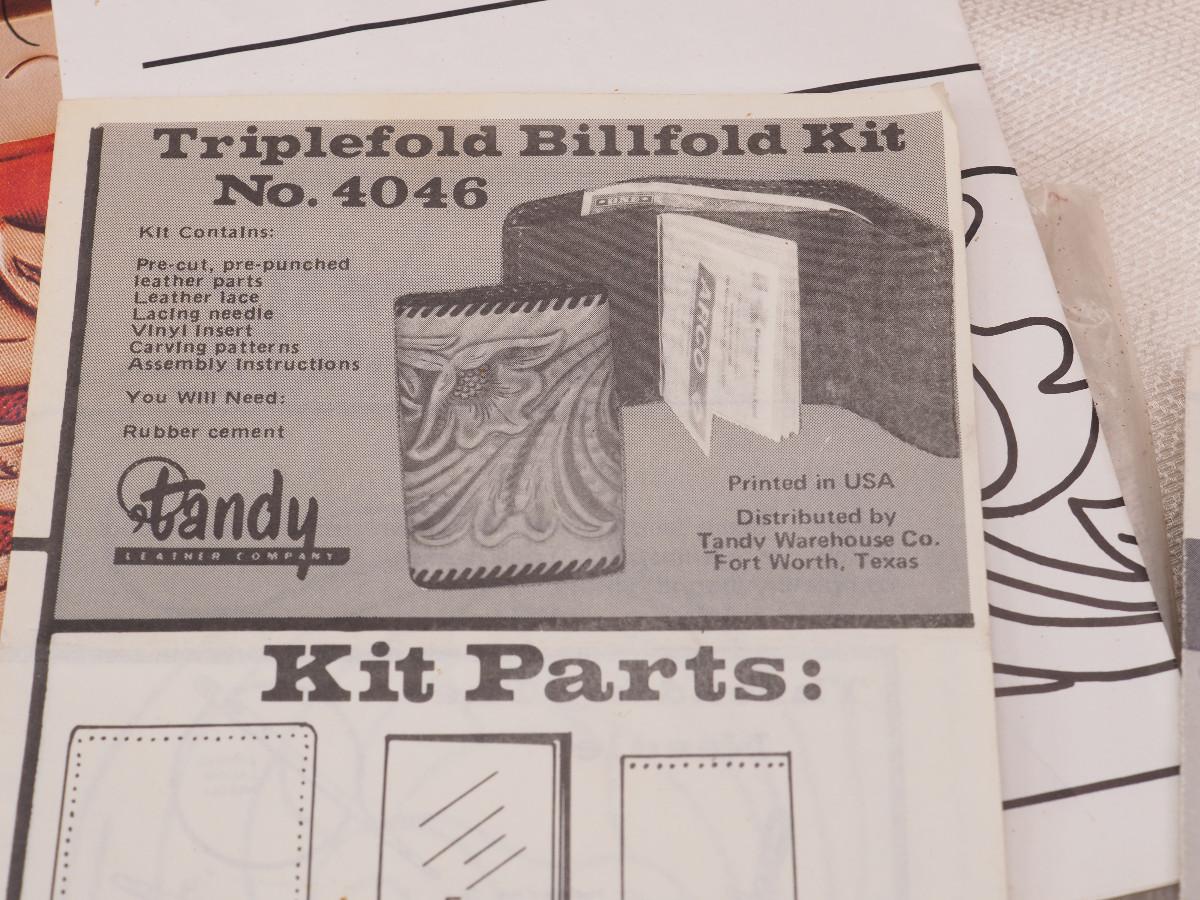 Triplefold Billfold Kit
No. 4046
Kit Contains:
Pre-cut, pre-punched
leather parts
Leather lace
Lacing needle
Vinyl insert
Carving patterns
Assembly instructions
You Will Need:
Rubber cement
tandy
LEATHER COMPANY
ONE
ARCO
Printed in USA
Distributed by
Tandy Warehouse Co.
Fort Worth, Texas
Kit Parts: